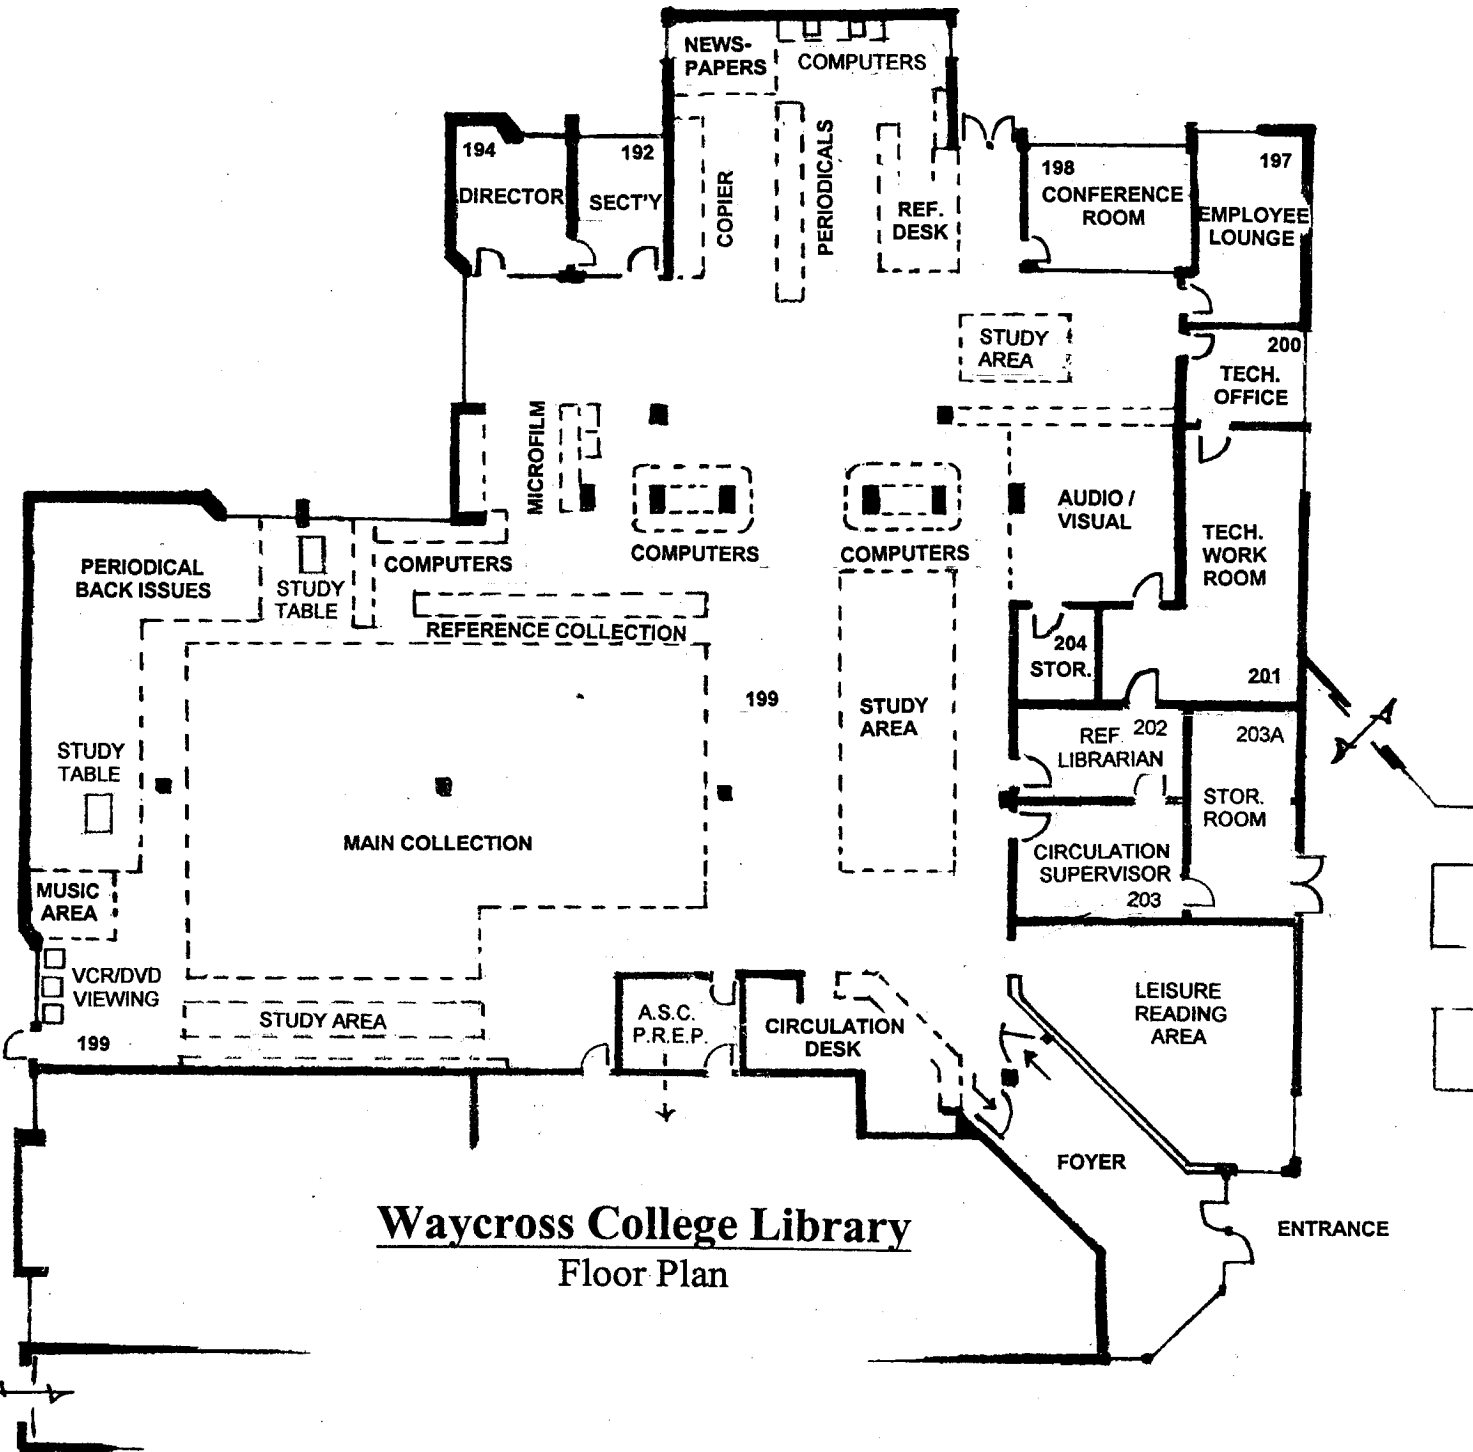 NEWS-
PAPERS
COMPUTERS
194
DIRECTOR
192
SECT'Y
COPIER
PERIODICALS
REF.
DESK
198
CONFERENCE
ROOM
197
EMPLOYEE
LOUNGE
STUDY
AREA
200
TECH.
OFFICE
MICROFILM
AUDIO /
VISUAL
TECH.
WORK
ROOM
COMPUTERS
COMPUTERS
COMPUTERS
PERIODICAL
BACK ISSUES
STUDY
TABLE
REFERENCE COLLECTION
204
STOR.
201
199
STUDY
AREA
REF.
202
LIBRARIAN
203A
STOR.
ROOM
STUDY
TABLE
MAIN COLLECTION
CIRCULATION
SUPERVISOR
203
MUSIC
AREA
VCR/DVD
VIEWING
199
STUDY AREA
A.S.C.
P.R.E.P.
CIRCULATION
DESK
LEISURE
READING
AREA
FOYER
ENTRANCE
Waycross College Library
Floor Plan